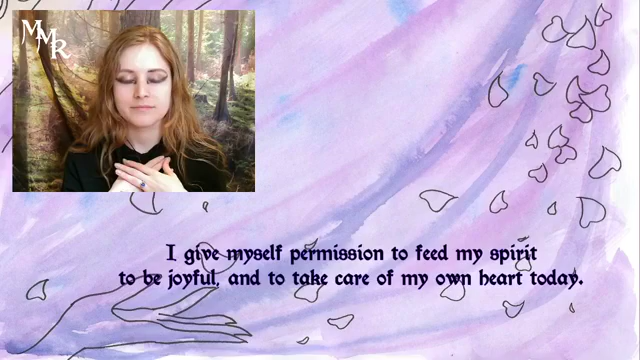 MMR
I give myself permission to feed my spirit
to be joyful, and to take care of my own heart today.